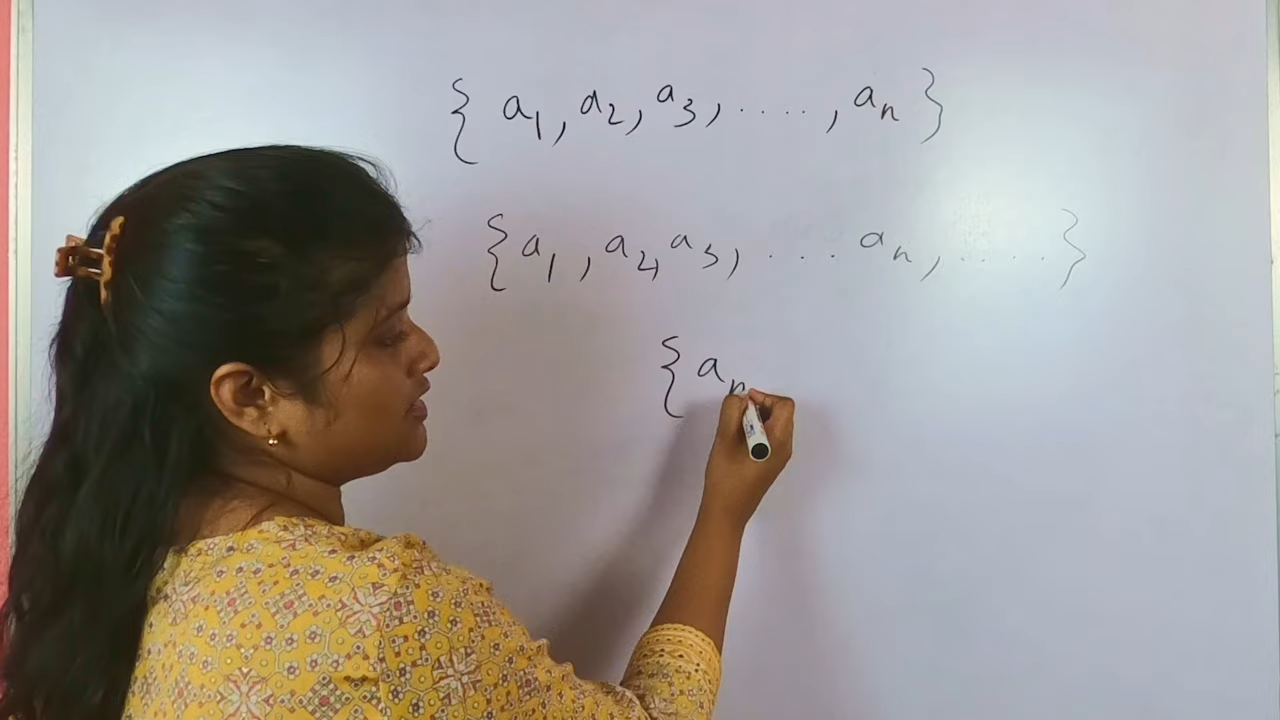 { a₁, a₂, a₃, ...., aₙ }
{ a₁, a₂, a₃, ... aₙ, ..... }
{ aₙ